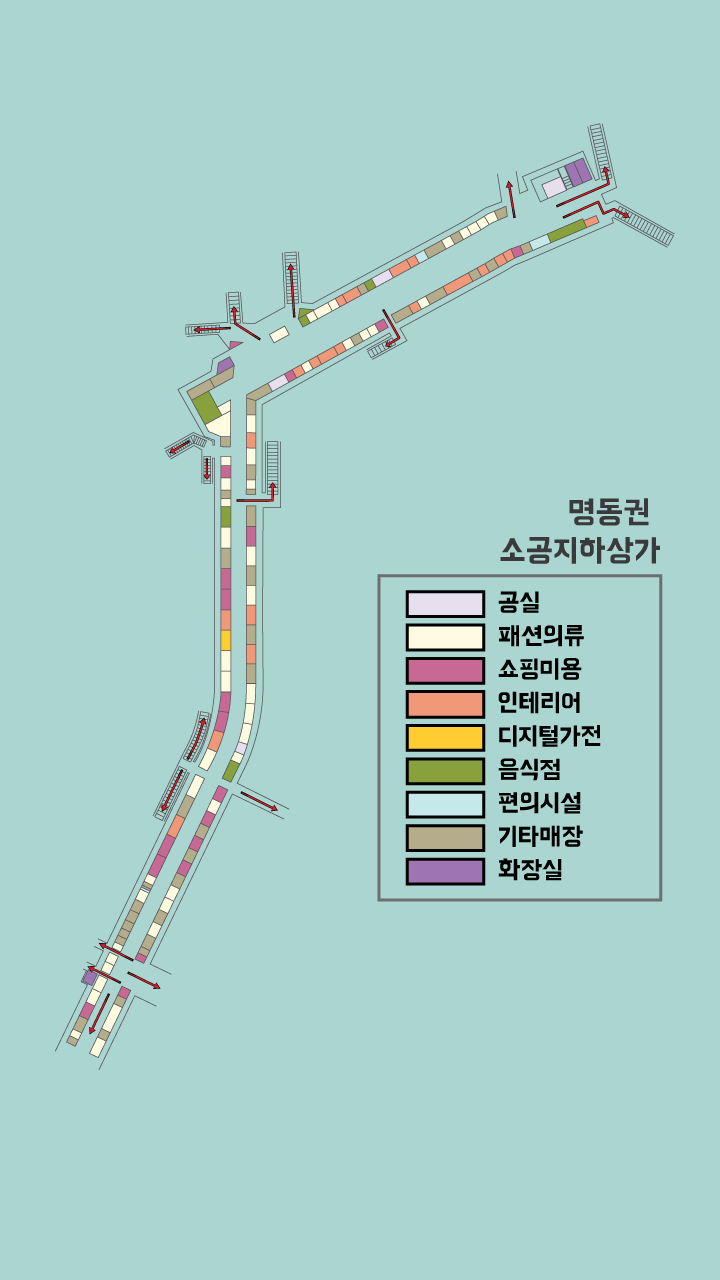 명동권
소공지하상가
공실
패션의류
쇼핑미용
인테리어
디지털가전
음식점
편의시설
기타매장
화장실